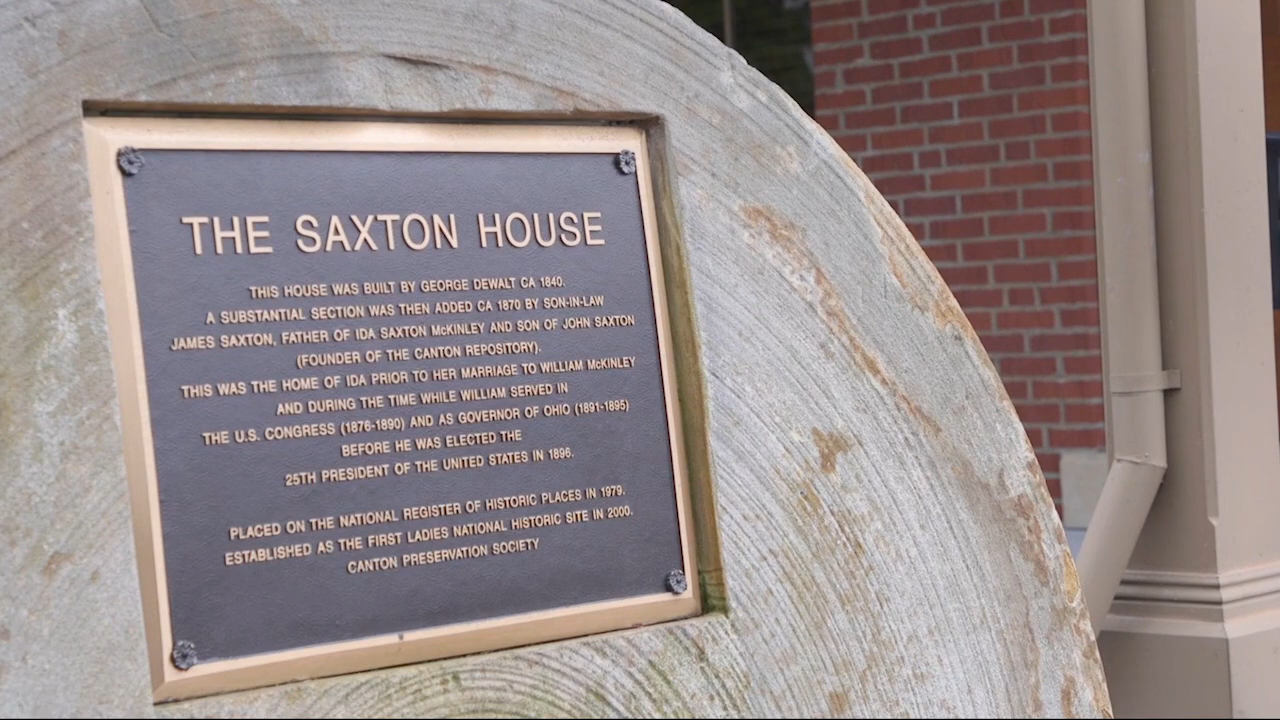 THE SAXTON HOUSE
THIS HOUSE WAS BUILT BY GEORGE DEWALT CA 1840.
A SUBSTANTIAL SECTION WAS THEN ADDED CA 1870 BY SON-IN-LAW
JAMES SAXTON, FATHER OF IDA SAXTON McKINLEY AND SON OF JOHN SAXTON
(FOUNDER OF THE CANTON REPOSITORY).
THIS WAS THE HOME OF IDA PRIOR TO HER MARRIAGE TO WILLIAM McKINLEY
AND DURING THE TIME WHILE WILLIAM SERVED IN
THE U.S. CONGRESS (1876-1890) AND AS GOVERNOR OF OHIO (1891-1895)
BEFORE HE WAS ELECTED THE
25TH PRESIDENT OF THE UNITED STATES IN 1896.
PLACED ON THE NATIONAL REGISTER OF HISTORIC PLACES IN 1979.
ESTABLISHED AS THE FIRST LADIES NATIONAL HISTORIC SITE IN 2000.
CANTON PRESERVATION SOCIETY